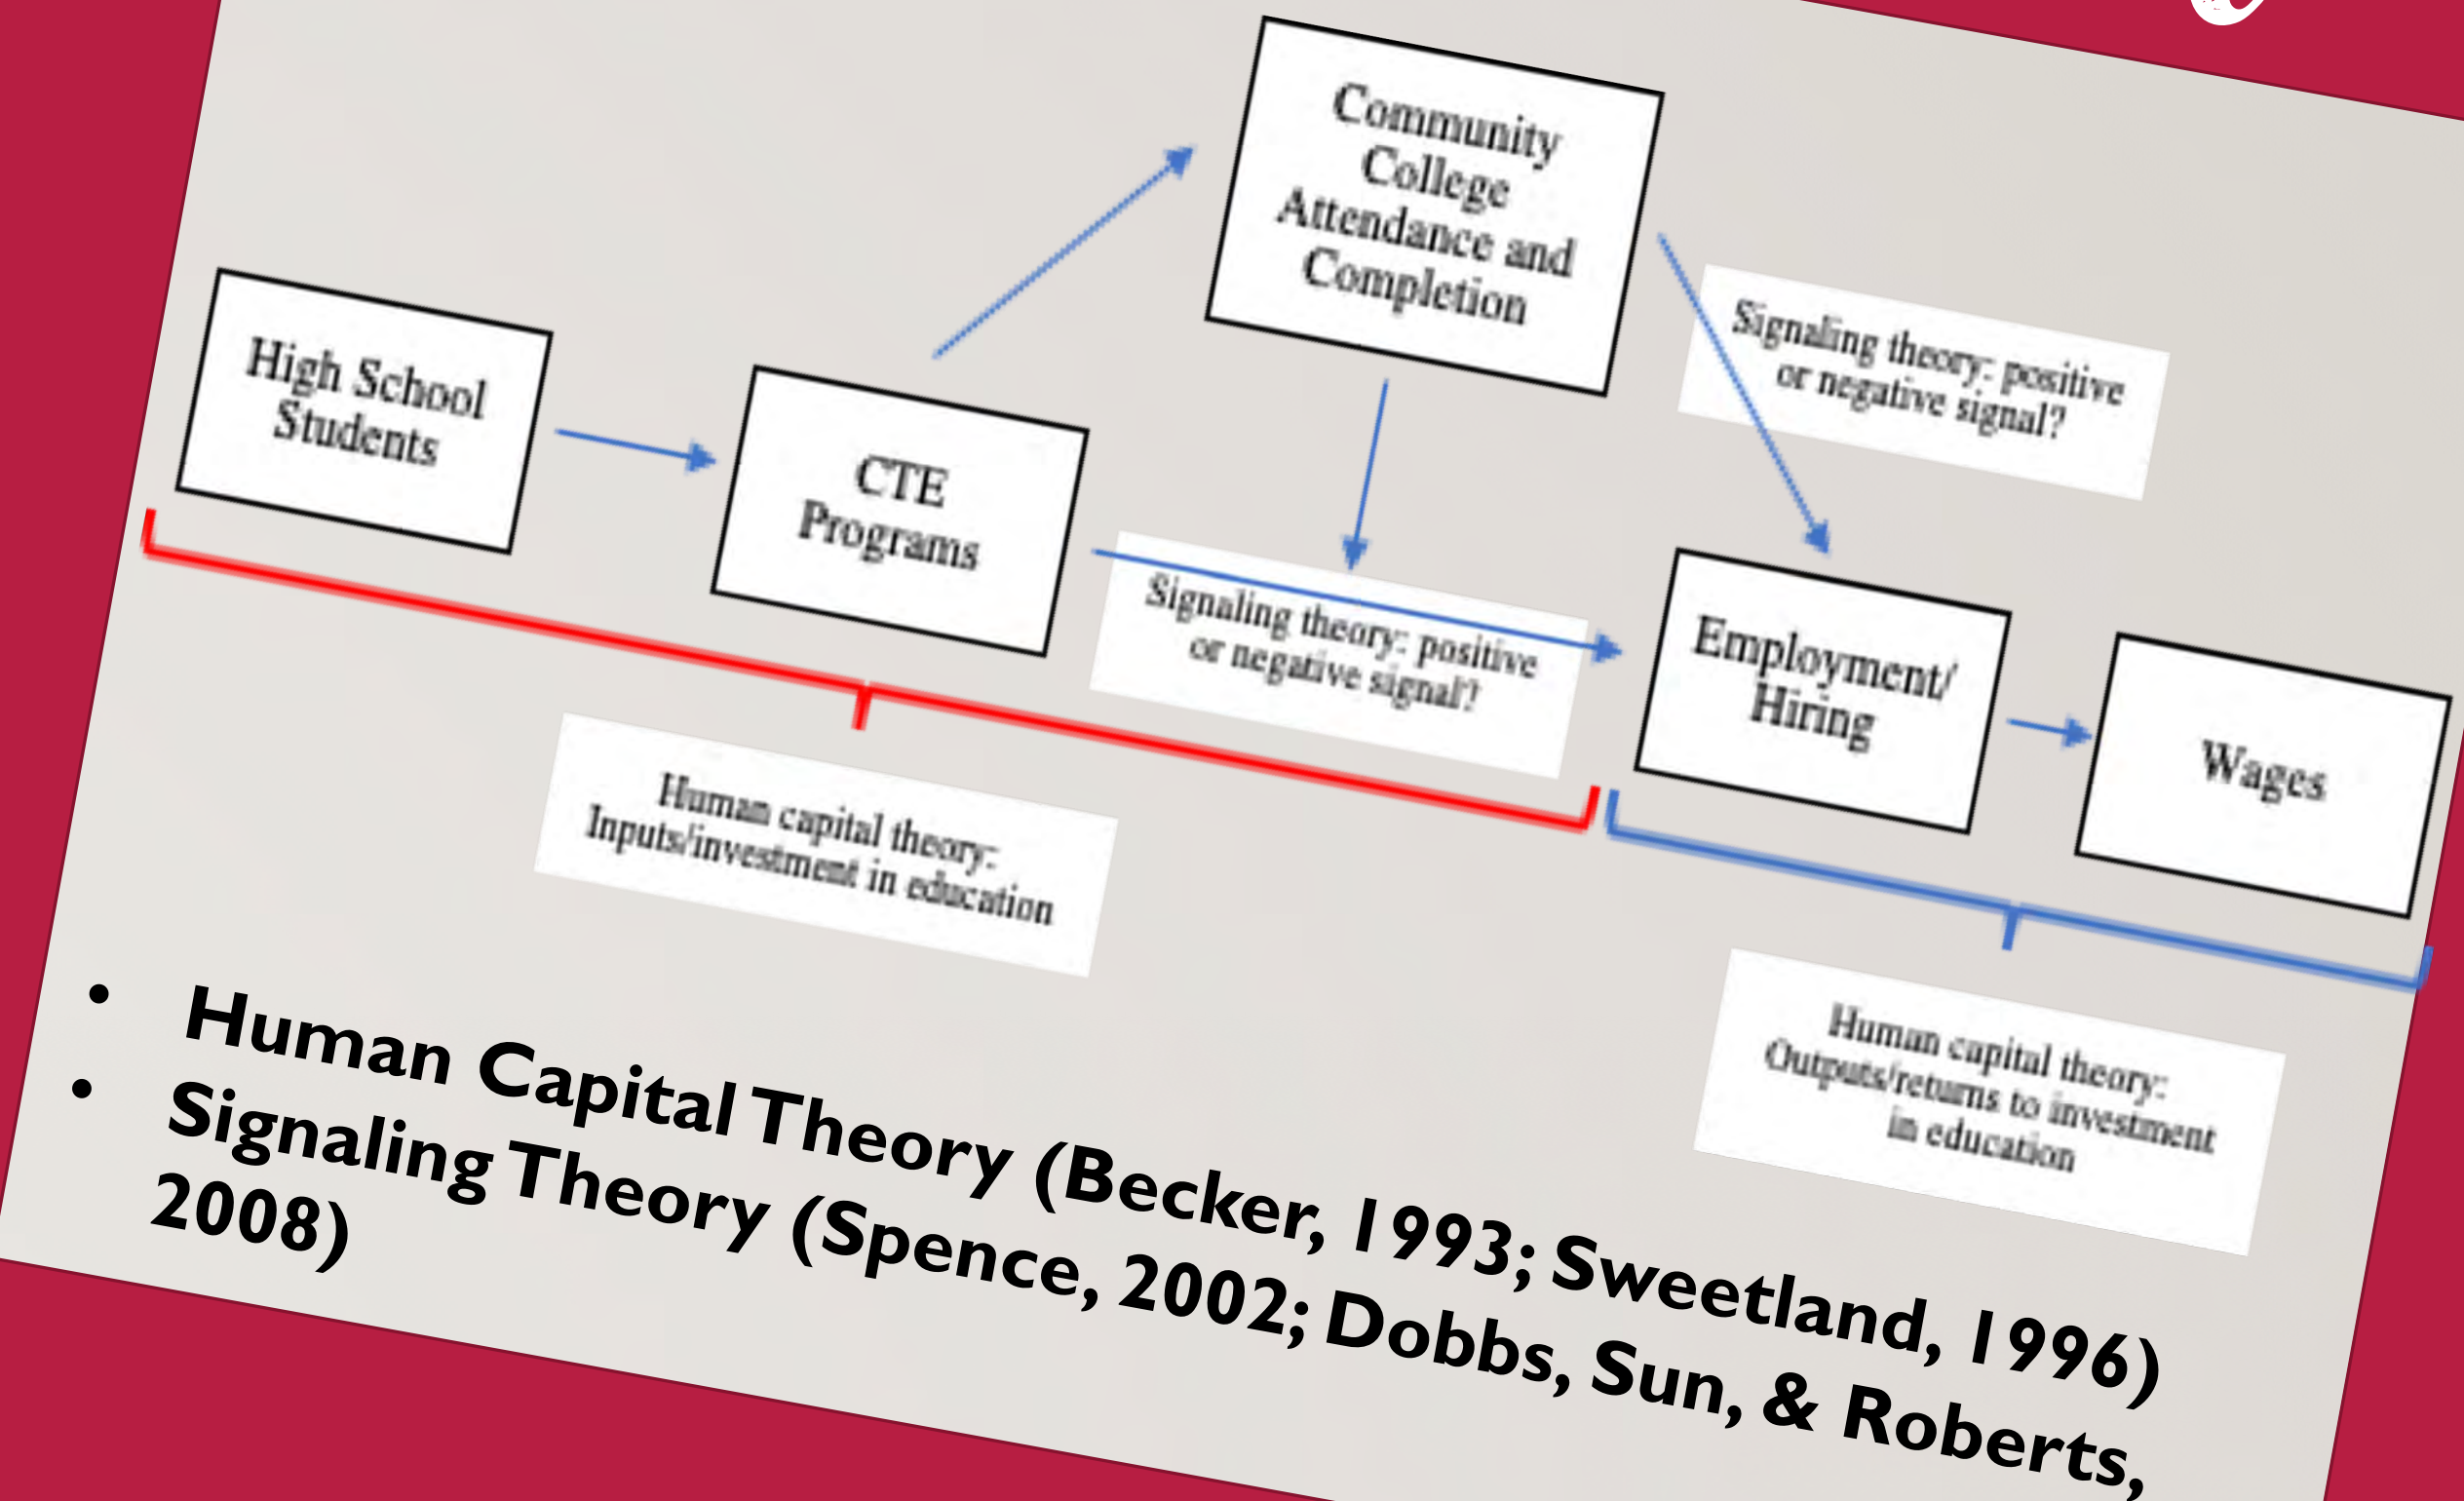 Community
College
Attendance and
Completion
High School
Students
CTE
Programs
Signaling theory: positive
or negative signal?
Signaling theory: positive
or negative signal?
Employment/
Hiring
Wages
Human capital theory:
Inputs/investment in education
Human capital theory:
Outputs/returns to investment
in education
• Human Capital Theory (Becker, 1993; Sweetland, 1996)
• Signaling Theory (Spence, 2002; Dobbs, Sun, & Roberts,
2008)